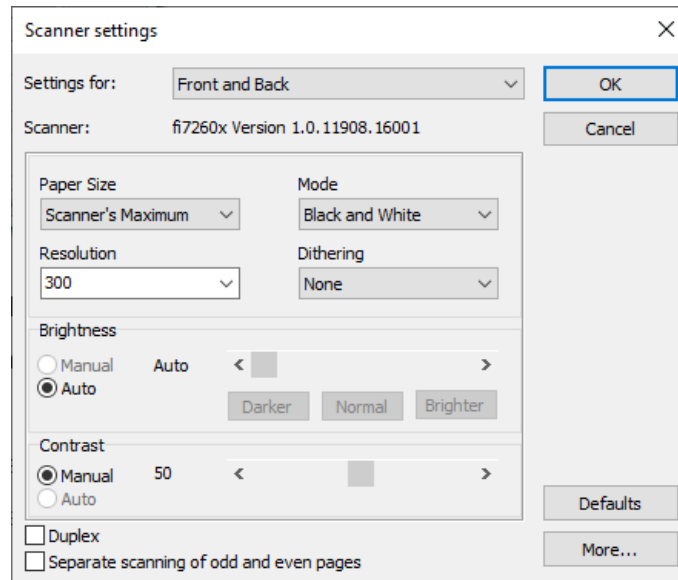 Scanner settings
Settings for: Front and Back OK
Scanner: fi7260x Version 1.0.11908.16001 Cancel
Paper Size Mode
Scanner's Maximum Black and White
Resolution Dithering
300 None
Brightness
Manual Auto
Auto
Darker Normal Brighter
Contrast
Manual 50
Auto
Defaults
Duplex
Separate scanning of odd and even pages
More...